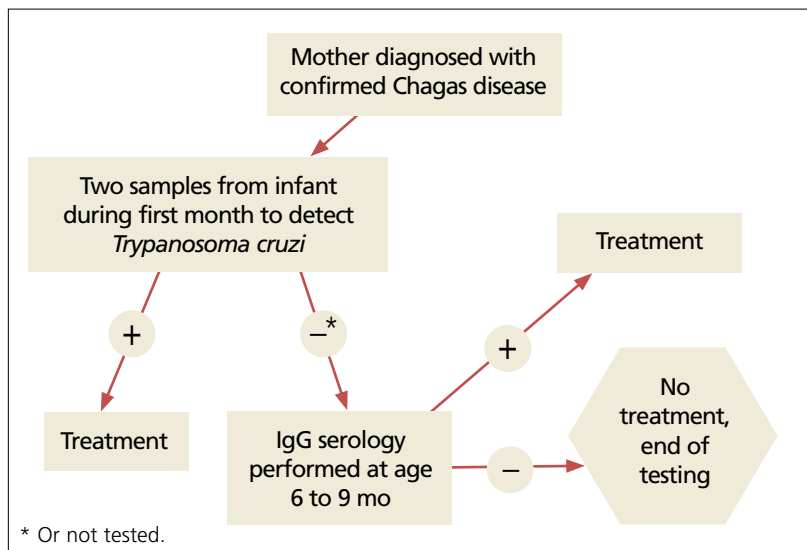 Mother diagnosed with
confirmed Chagas disease
Two samples from infant
during first month to detect
Trypanosoma cruzi
Treatment
+
−*
+
Treatment
IgG serology
performed at age
6 to 9 mo
−
No
treatment,
end of
testing
* Or not tested.